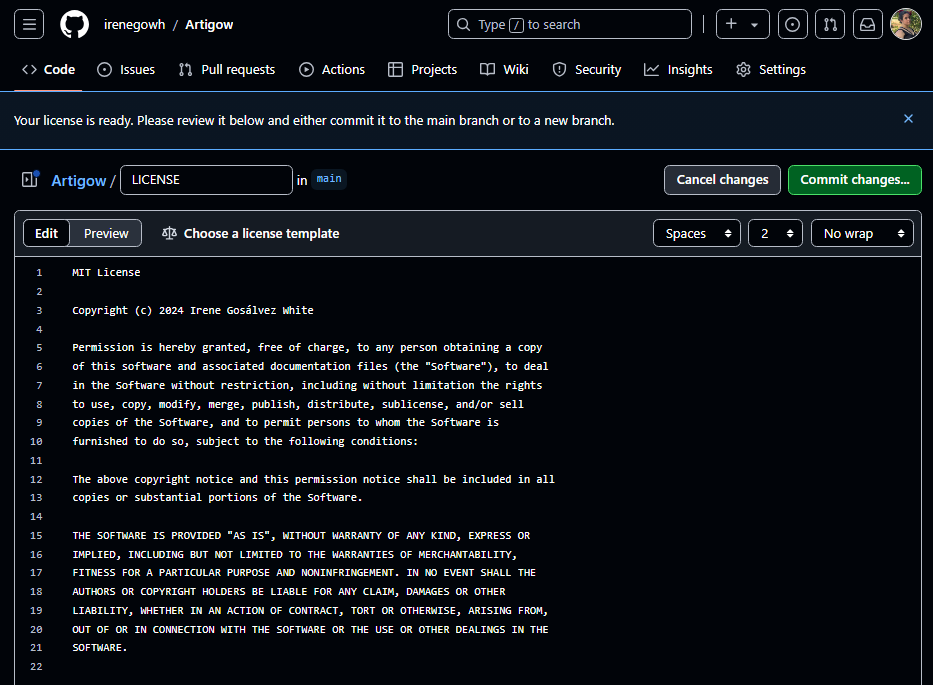 irenegowh / Artigow
Type / to search
Code Issues Pull requests Actions Projects Wiki Security Insights Settings
Your license is ready. Please review it below and either commit it to the main branch or to a new branch.
Artigow / LICENSE in main Cancel changes Commit changes...
Edit Preview Choose a license template Spaces 2 No wrap
1 MIT License
2
3 Copyright (c) 2024 Irene Gosálvez White
4
5 Permission is hereby granted, free of charge, to any person obtaining a copy
6 of this software and associated documentation files (the "Software"), to deal
7 in the Software without restriction, including without limitation the rights
8 to use, copy, modify, merge, publish, distribute, sublicense, and/or sell
9 copies of the Software, and to permit persons to whom the Software is
10 furnished to do so, subject to the following conditions:
11
12 The above copyright notice and this permission notice shall be included in all
13 copies or substantial portions of the Software.
14
15 THE SOFTWARE IS PROVIDED "AS IS", WITHOUT WARRANTY OF ANY KIND, EXPRESS OR
16 IMPLIED, INCLUDING BUT NOT LIMITED TO THE WARRANTIES OF MERCHANTABILITY,
17 FITNESS FOR A PARTICULAR PURPOSE AND NONINFRINGEMENT. IN NO EVENT SHALL THE
18 AUTHORS OR COPYRIGHT HOLDERS BE LIABLE FOR ANY CLAIM, DAMAGES OR OTHER
19 LIABILITY, WHETHER IN AN ACTION OF CONTRACT, TORT OR OTHERWISE, ARISING FROM,
20 OUT OF OR IN CONNECTION WITH THE SOFTWARE OR THE USE OR OTHER DEALINGS IN THE
21 SOFTWARE.
22